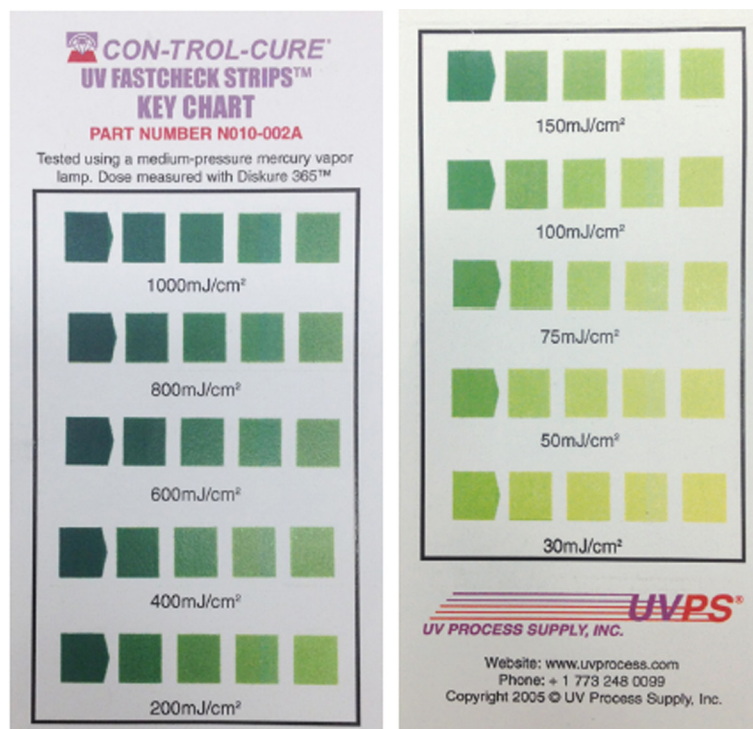 CON-TROL-CURE®
UV FASTCHECK STRIPS™
KEY CHART
PART NUMBER N010-002A
Tested using a medium-pressure mercury vapor
lamp. Dose measured with Diskure 365™
1000mJ/cm²
800mJ/cm²
600mJ/cm²
400mJ/cm²
200mJ/cm²
150mJ/cm²
100mJ/cm²
75mJ/cm²
50mJ/cm²
30mJ/cm²
UVPS®
UV PROCESS SUPPLY, INC.
Website: www.uvprocess.com
Phone: + 1 773 248 0099
Copyright 2005 © UV Process Supply, Inc.